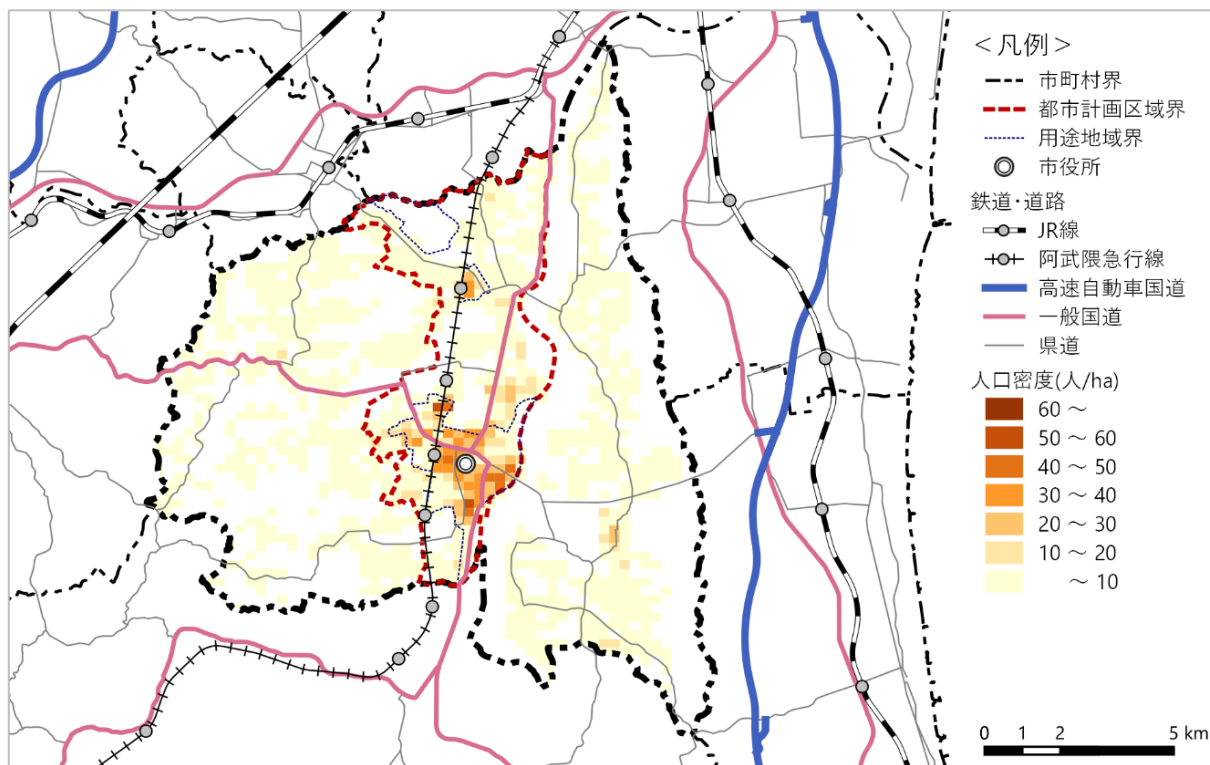 ＜凡例＞
市町村界
都市計画区域界
用途地域界
市役所
鉄道・道路
JR線
阿武隈急行線
高速自動車国道
一般国道
県道
人口密度(人/ha)
60 ～
50 ～ 60
40 ～ 50
30 ～ 40
20 ～ 30
10 ～ 20
～ 10
0 1 2 5 km